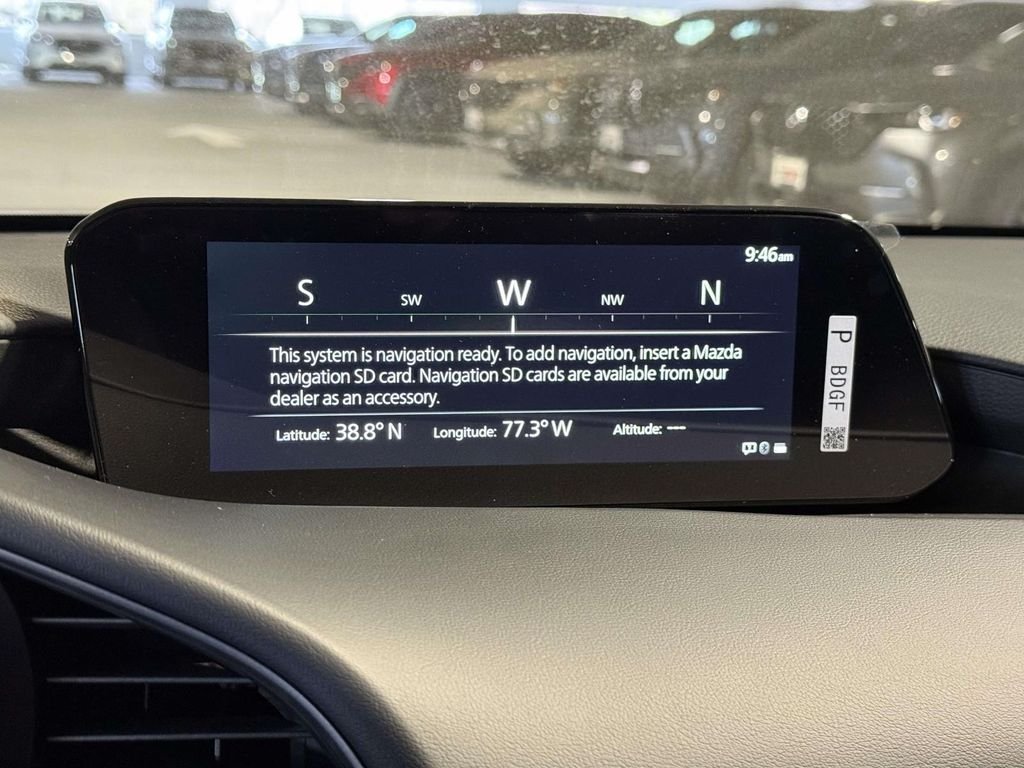 9:46am
S SW W NW N
This system is navigation ready. To add navigation, insert a Mazda
navigation SD card. Navigation SD cards are available from your
dealer as an accessory.
Latitude: 38.8° N Longitude: 77.3° W Altitude: ---
P BDGF